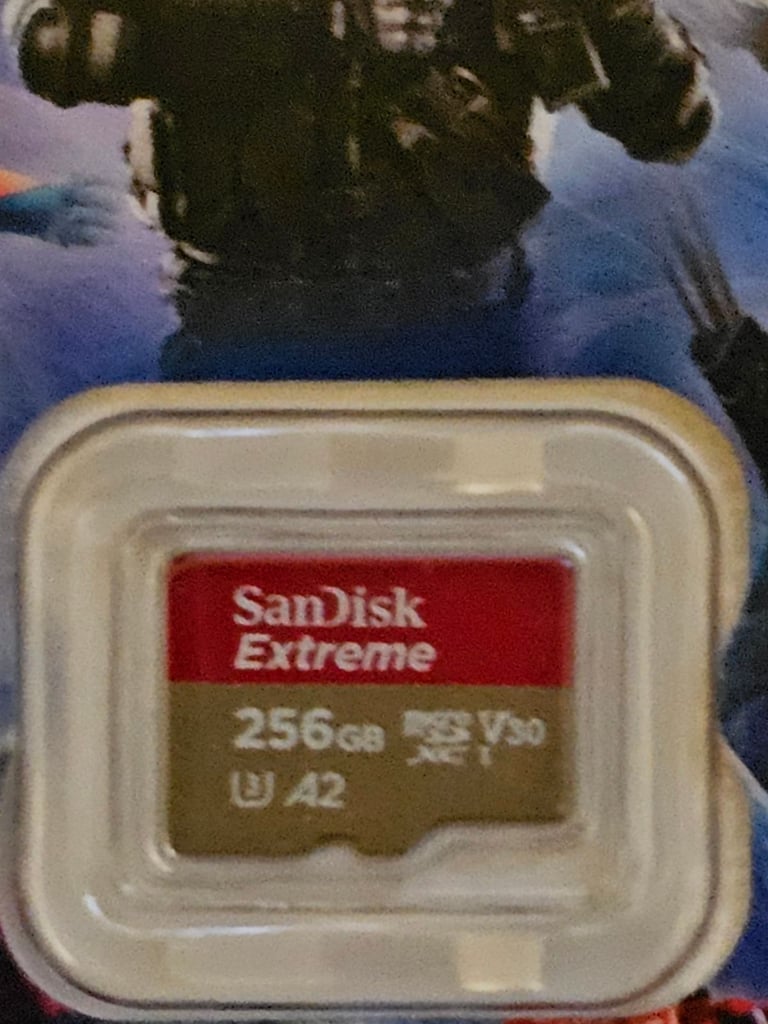 SanDisk
Extreme
256GB microSD XC I V30
U3 A2